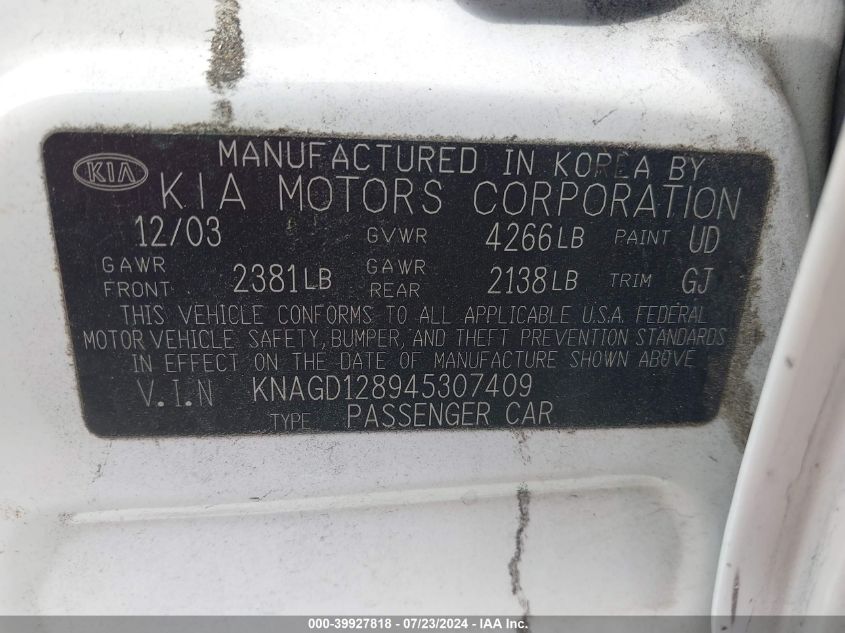 MANUFACTURED IN KOREA BY
KIA KIA MOTORS CORPORATION
12/03 GVWR 4266LB PAINT UD
GAWR FRONT 2381LB GAWR REAR 2138LB TRIM GJ
THIS VEHICLE CONFORMS TO ALL APPLICABLE U.S.A. FEDERAL
MOTOR VEHICLE SAFETY, BUMPER, AND THEFT PREVENTION STANDARDS
IN EFFECT ON THE DATE OF MANUFACTURE SHOWN ABOVE
V.I.N KNAGD128945307409
TYPE PASSENGER CAR
000-39927818 - 07/23/2024 - IAA Inc.